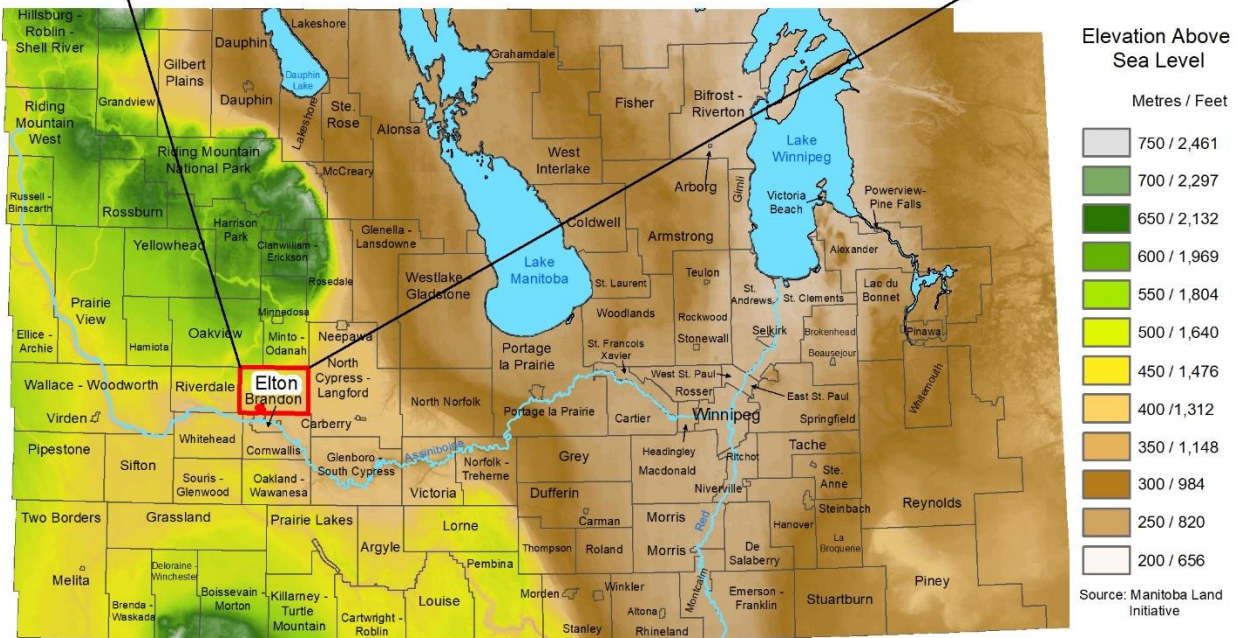 Hillsburg -
Roblin -
Shell River
Lakeshore
Dauphin
Gilbert
Plains
Dauphin
Lake
Grahamdale
Dauphin
Grandview
Lakeshore
Ste.
Rose
Fisher
Bifrost -
Riverton
Riding
Mountain
West
Alonsa
Lake
Winnipeg
Riding Mountain
National Park
West
Interlake
McCreary
Arborg
Gimli
Victoria
Beach
Powerview-
Pine Falls
Russell -
Binscarth
Rossburn
Harrison
Park
Coldwell
Glenella -
Lansdowne
Armstrong
Yellowhead
Clanwilliam -
Erickson
Alexander
Lake
Manitoba
Rosedale
Westlake -
Gladstone
Teulon
St. Laurent
Lac du
Bonnet
Prairie
View
St.
Andrews
St. Clements
Minnedosa
Woodlands
Rockwood
Ellice -
Archie
Oakview
Hamiota
Minto -
Odanah
Neepawa
Stonewall
Selkirk
Brokenhead
Pinawa
Beausejour
St. Francois
Xavier
Portage
la Prairie
North
Cypress -
Langford
Wallace - Woodworth
Riverdale
Elton
Brandon
West St. Paul
Rosser
East St. Paul
Whitemouth
North Norfolk
Portage la Prairie
Cartier
Winnipeg
Springfield
Virden
Carberry
Whitehead
Cornwallis
Assiniboine
Headingley
Ritchot
Tache
Pipestone
Sifton
Glenboro -
South Cypress
Norfolk -
Treherne
Grey
Macdonald
Souris -
Glenwood
Oakland -
Wawanesa
Victoria
Niverville
Ste.
Anne
Dufferin
Steinbach
Reynolds
Two Borders
Grassland
Prairie Lakes
Lorne
Carman
Morris
Red
Hanover
Argyle
Thompson
Roland
Morris
De
Salaberry
La
Broquerie
Deloraine -
Winchester
Pembina
Melita
Boissevain -
Morton
Killarney -
Turtle
Mountain
Louise
Morden
Winkler
Montcalm
Emerson -
Franklin
Stuartburn
Piney
Brenda -
Waskada
Cartwright -
Roblin
Altona
Stanley
Rhineland
Elevation Above
Sea Level
Metres / Feet
750 / 2,461
700 / 2,297
650 / 2,132
600 / 1,969
550 / 1,804
500 / 1,640
450 / 1,476
400 /1,312
350 / 1,148
300 / 984
250 / 820
200 / 656
Source: Manitoba Land
Initiative